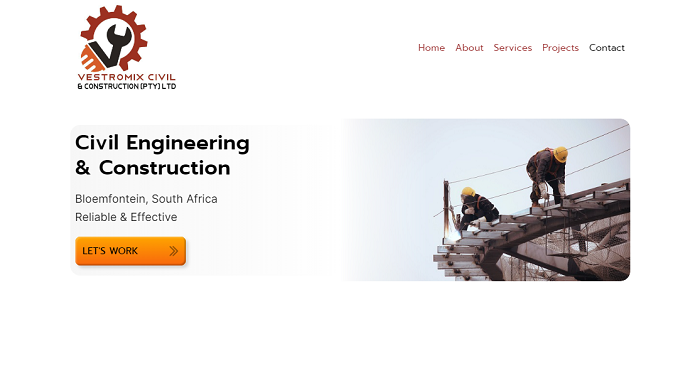 VESTROMIX CIVIL
& CONSTRUCTION (PTY) LTD
Home About Services Projects Contact
Civil Engineering
& Construction
Bloemfontein, South Africa
Reliable & Effective
LET'S WORK